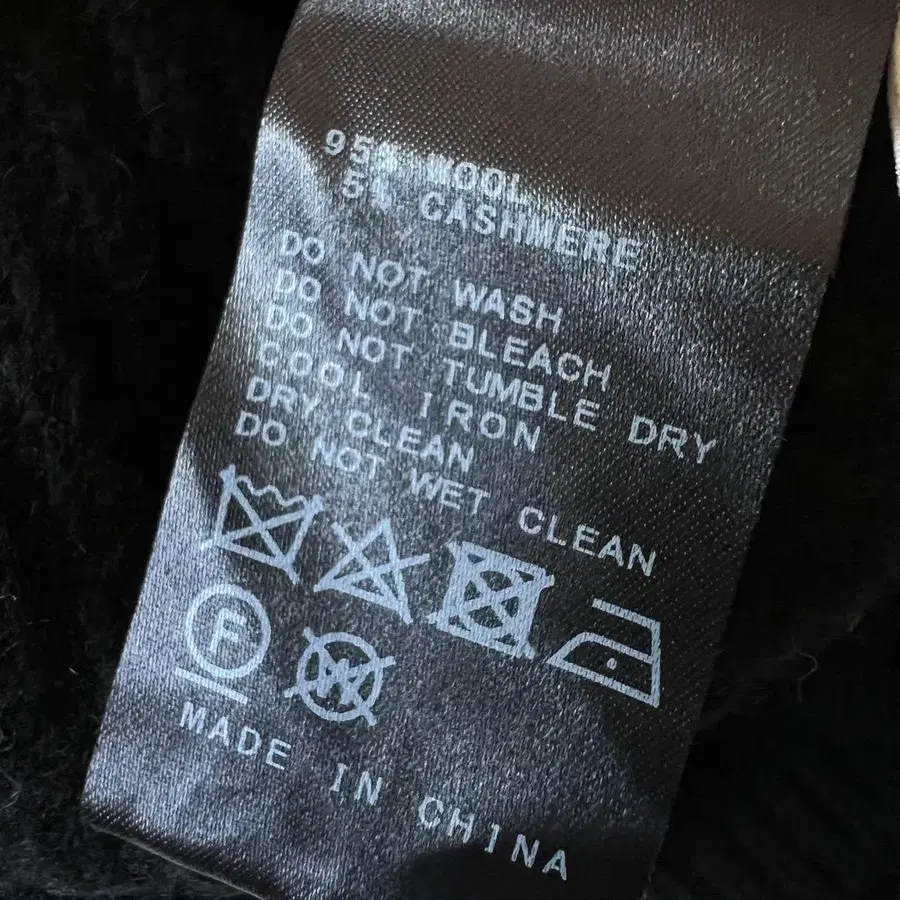 95% WOOL
5% CASHMERE
DO NOT WASH
DO NOT BLEACH
DO NOT TUMBLE DRY
COOL IRON
DRY CLEAN
DO NOT WET CLEAN
F W
MADE IN CHINA